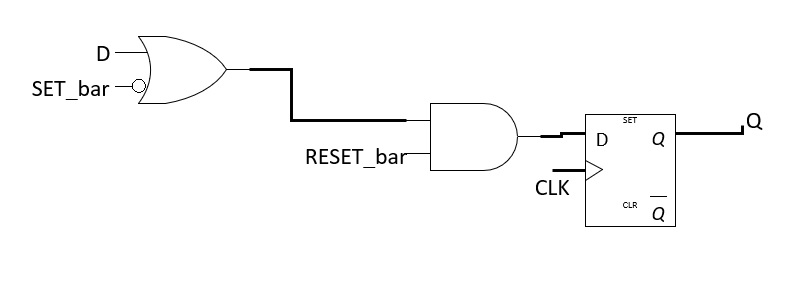 D
SET_bar
RESET_bar
CLK
SET
D
Q
CLR
Q
Q